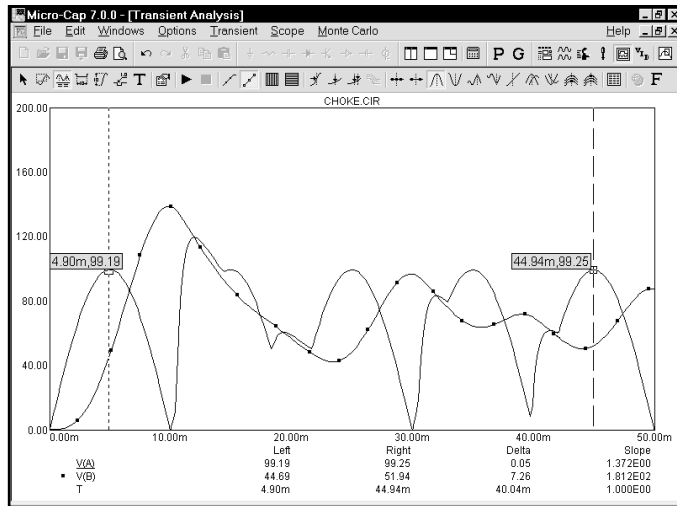 Micro-Cap 7.0.0 - [Transient Analysis]
File Edit Windows Options Transient Scope Monte Carlo Help
P G
T F
CHOKE.CIR
200.00
160.00
120.00
4.90m,99.19 44.94m,99.25
80.00
40.00
0.00
0.00m 10.00m 20.00m 30.00m 40.00m 50.00m
Left Right Delta Slope
V(A) 99.19 99.25 0.05 1.372E00
V(B) 44.69 51.94 7.26 1.812E02
T 4.90m 44.94m 40.04m 1.000E00